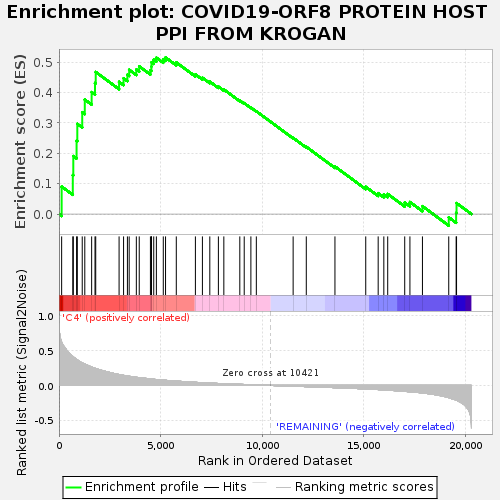 Enrichment plot: COVID19-ORF8 PROTEIN HOST
PPI FROM KROGAN
Enrichment score (ES)
0.5
0.4
0.3
0.2
0.1
0.0
Ranked list metric (Signal2Noise)
1.0
0.5
0.0
-0.5
'C4' (positively correlated)
Zero cross at 10421
'REMAINING' (negatively correlated)
0 5,000 10,000 15,000 20,000
Rank in Ordered Dataset
Enrichment profile Hits Ranking metric scores